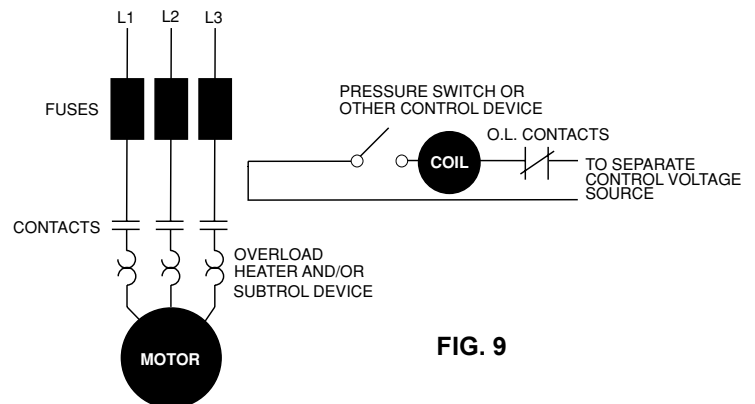 L1 L2 L3
FUSES
PRESSURE SWITCH OR
OTHER CONTROL DEVICE
O.L. CONTACTS
COIL
TO SEPARATE
CONTROL VOLTAGE
SOURCE
CONTACTS
OVERLOAD
HEATER AND/OR
SUBTROL DEVICE
MOTOR
FIG. 9